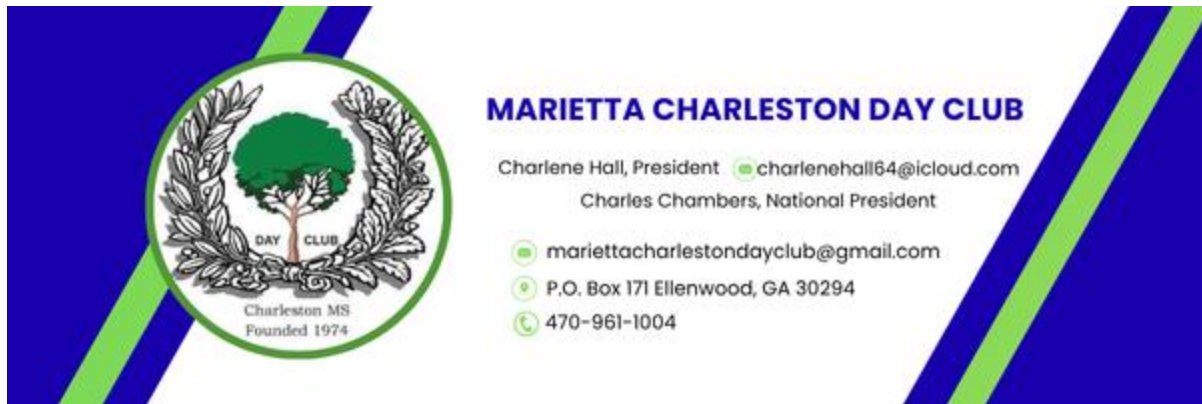 MARIETTA CHARLESTON DAY CLUB
Charlene Hall, President charlenehall64@icloud.com
Charles Chambers, National President
mariettacharlestondayclub@gmail.com
P.O. Box 171 Ellenwood, GA 30294
470-961-1004
DAY CLUB
Charleston MS
Founded 1974